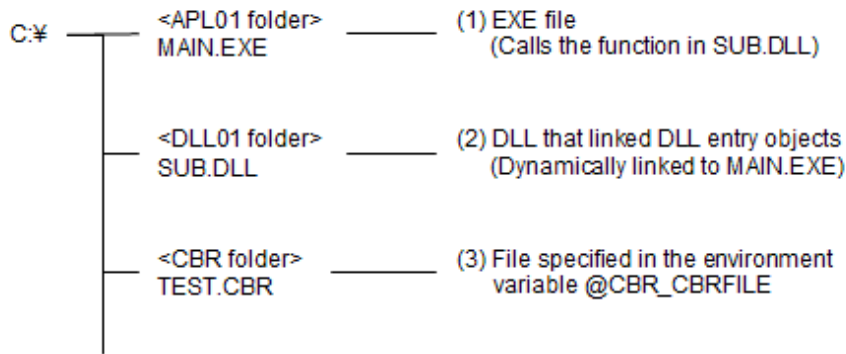 C:¥
<APL01 folder>
MAIN.EXE
(1) EXE file
(Calls the function in SUB.DLL)
<DLL01 folder>
SUB.DLL
(2) DLL that linked DLL entry objects
(Dynamically linked to MAIN.EXE)
<CBR folder>
TEST.CBR
(3) File specified in the environment
variable @CBR_CBRFILE